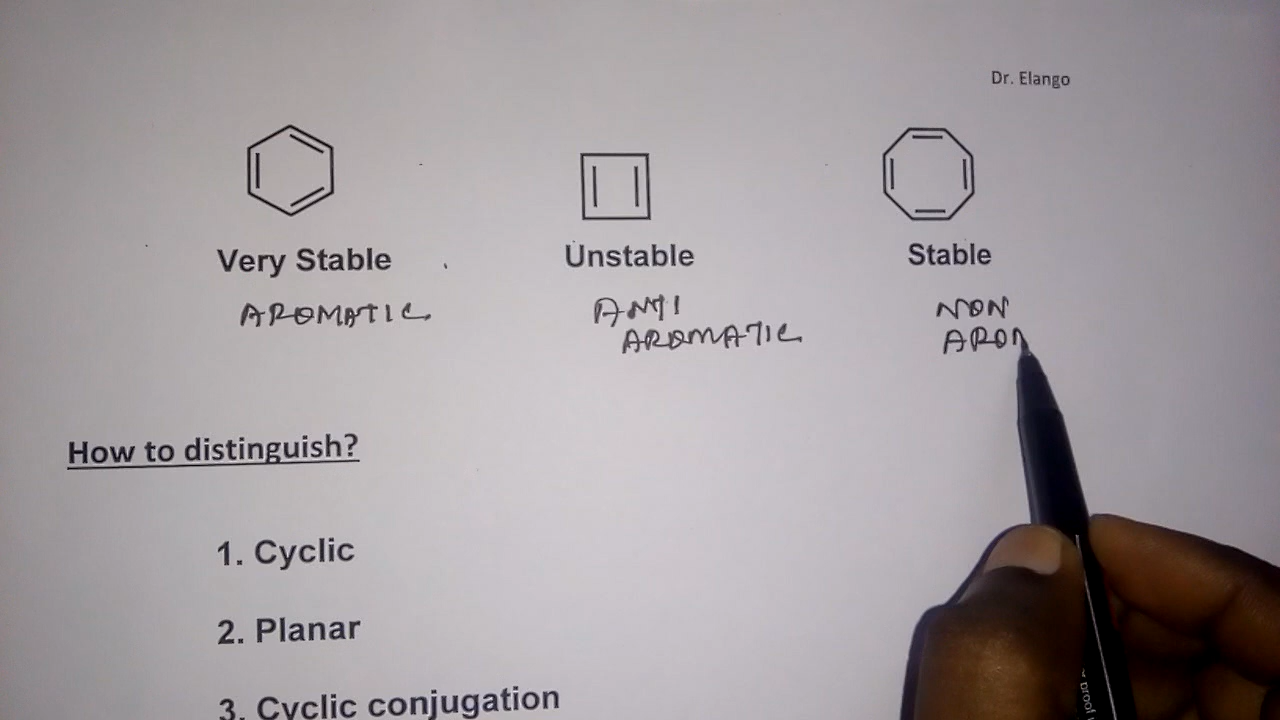 Dr. Elango
Very Stable
Unstable
Stable
AROMATIC
ANTI
AROMATIC
NON
AROM
How to distinguish?
1. Cyclic
2. Planar
3. Cyclic conjugation